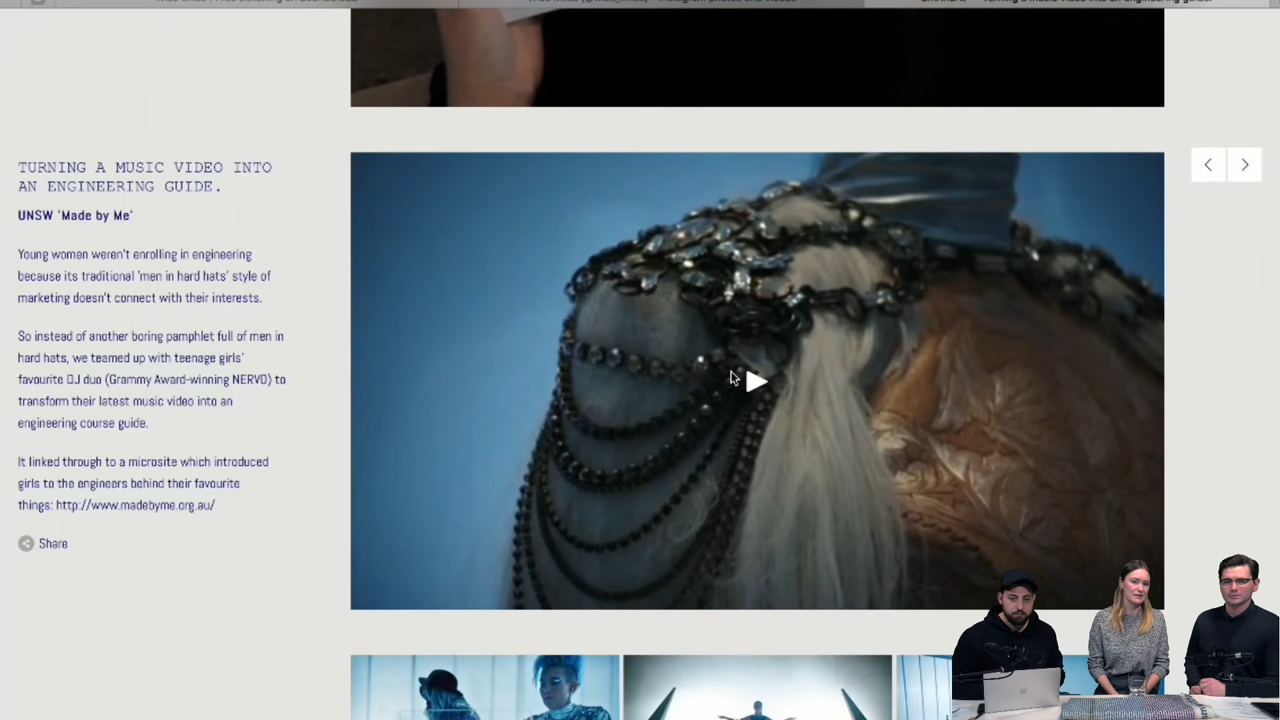 TURNING A MUSIC VIDEO INTO
AN ENGINEERING GUIDE.
UNSW 'Made by Me'
Young women weren't enrolling in engineering
because its traditional 'men in hard hats' style of
marketing doesn't connect with their interests.
So instead of another boring pamphlet full of men in
hard hats, we teamed up with teenage girls'
favourite DJ duo (Grammy Award-winning NERVO) to
transform their latest music video into an
engineering course guide.
It linked through to a microsite which introduced
girls to the engineers behind their favourite
things: http://www.madebyme.org.au/
Share